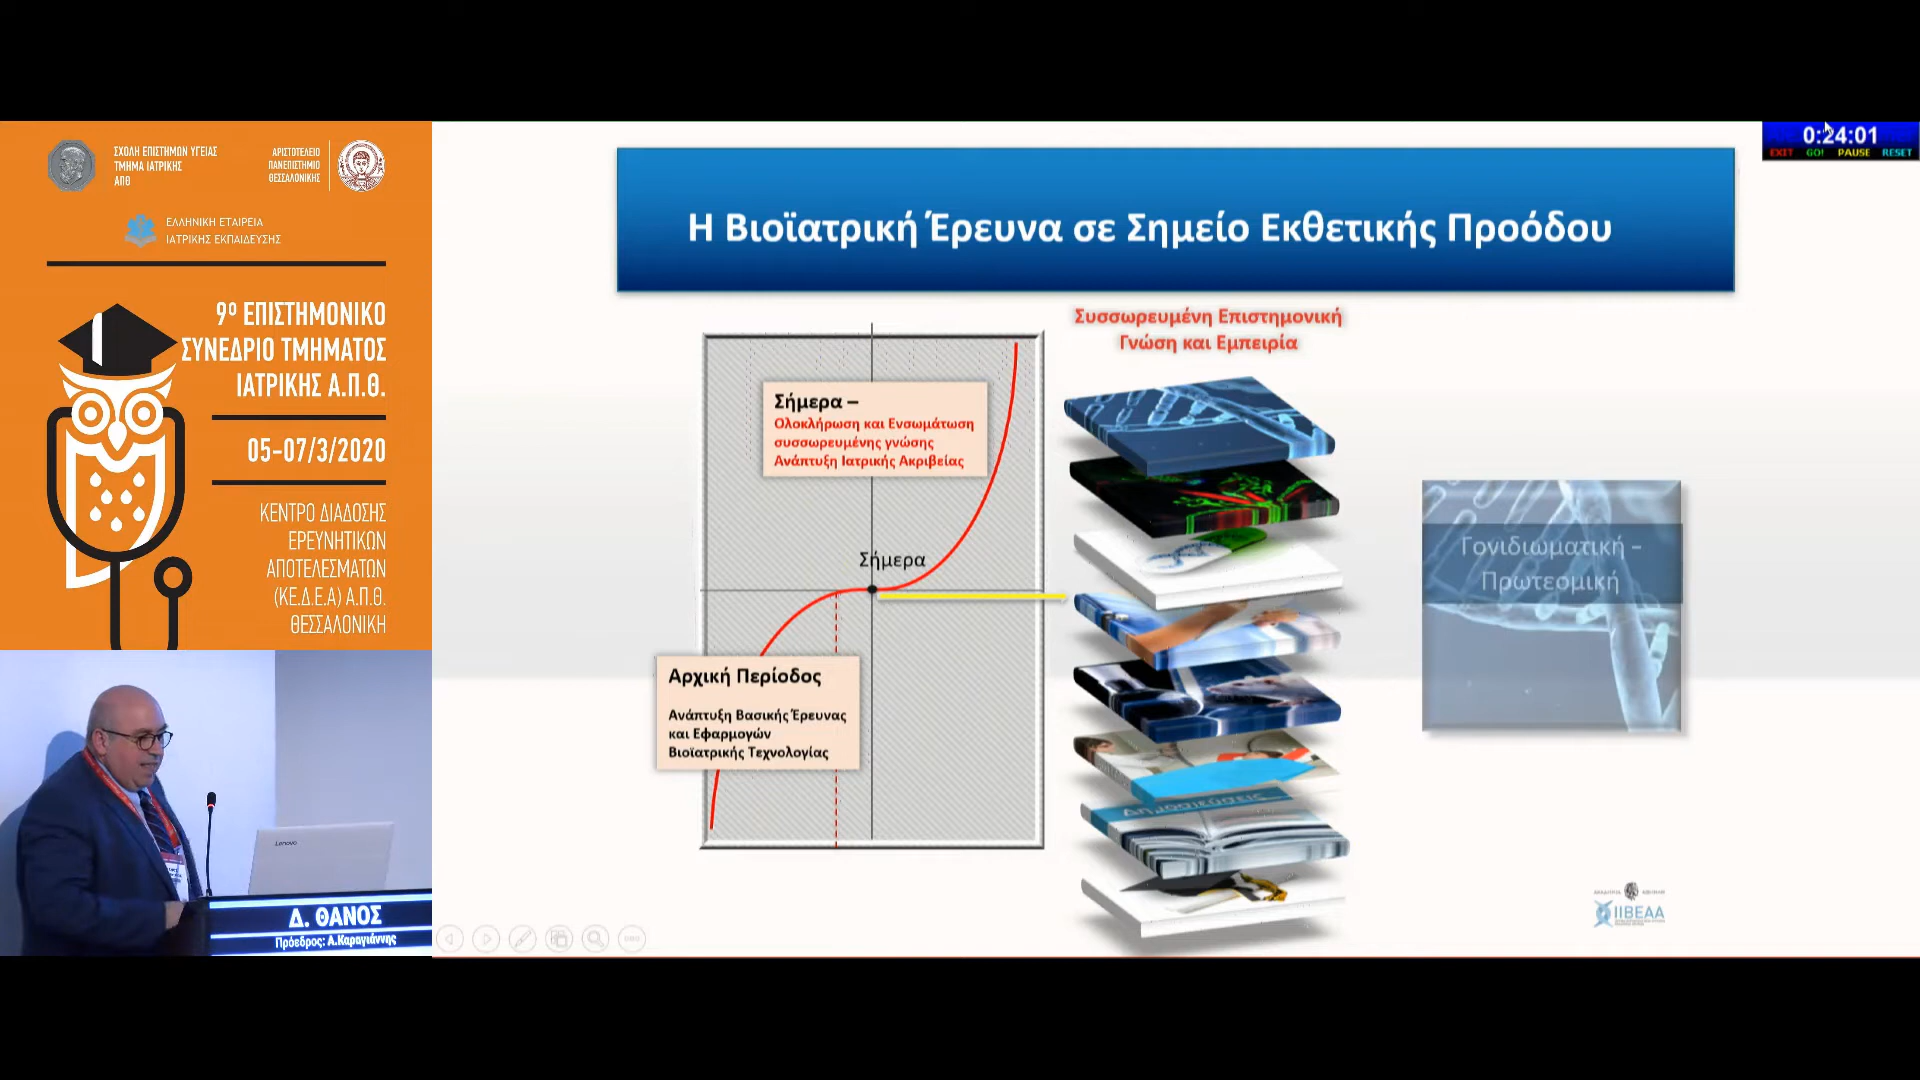 ΣΧΟΛΗ ΕΠΙΣΤΗΜΩΝ ΥΓΕΙΑΣ
ΤΜΗΜΑ ΙΑΤΡΙΚΗΣ
ΑΠΘ
ΑΡΙΣΤΟΤΕΛΕΙΟ
ΠΑΝΕΠΙΣΤΗΜΙΟ
ΘΕΣΣΑΛΟΝΙΚΗΣ
ΕΛΛΗΝΙΚΗ ΕΤΑΙΡΕΙΑ
ΙΑΤΡΙΚΗΣ ΕΚΠΑΙΔΕΥΣΗΣ
9ο ΕΠΙΣΤΗΜΟΝΙΚΟ
ΣΥΝΕΔΡΙΟ ΤΜΗΜΑΤΟΣ
ΙΑΤΡΙΚΗΣ Α.Π.Θ.
05-07/3/2020
ΚΕΝΤΡΟ ΔΙΑΔΟΣΗΣ
ΕΡΕΥΝΗΤΙΚΩΝ
ΑΠΟΤΕΛΕΣΜΑΤΩΝ
(ΚΕ.Δ.Ε.Α) Α.Π.Θ.
ΘΕΣΣΑΛΟΝΙΚΗ
Lenovo
Δ. ΘΑΝΟΣ
Πρόεδρος: Α.Καραγιάννης
0:24:01
EXIT GO! PAUSE RESET
Η Βιοϊατρική Έρευνα σε Σημείο Εκθετικής Προόδου
Συσσωρευμένη Επιστημονική
Γνώση και Εμπειρία
Σήμερα –
Ολοκλήρωση και Ενσωμάτωση
συσσωρευμένης γνώσης
Ανάπτυξη Ιατρικής Ακριβείας
Σήμερα
Αρχική Περίοδος
Ανάπτυξη Βασικής Έρευνας
και Εφαρμογών
Βιοϊατρικής Τεχνολογίας
Δημοσιεύσεις
Γονιδιωματική –
Πρωτεομική
ΙΙΒΕΑΑ